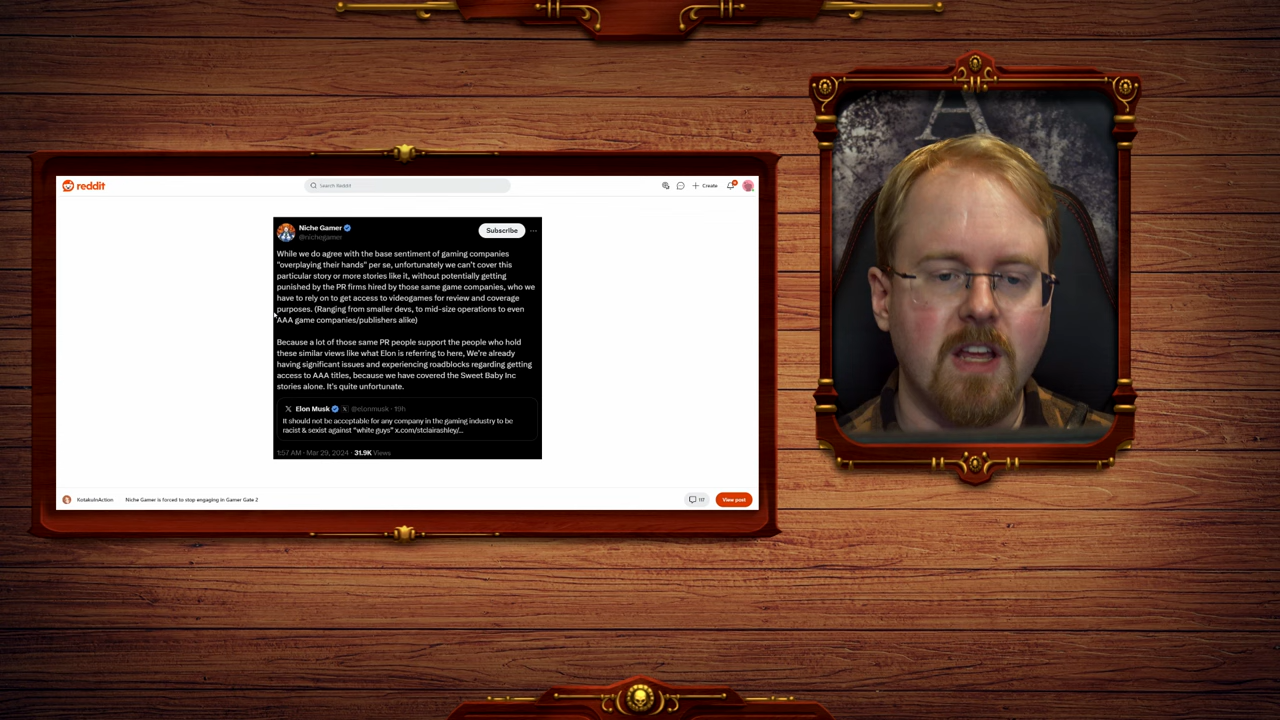 reddit
Search Reddit
Create
Niche Gamer
@nichegamer
Subscribe
While we do agree with the base sentiment of gaming companies
"overplaying their hands" per se, unfortunately we can't cover this
particular story or more stories like it, without potentially getting
punished by the PR firms hired by those same game companies, who we
have to rely on to get access to videogames for review and coverage
purposes. (Ranging from smaller devs, to mid-size operations to even
AAA game companies/publishers alike)
Because a lot of those same PR people support the people who hold
these similar views like what Elon is referring to here, We're already
having significant issues and experiencing roadblocks regarding getting
access to AAA titles, because we have covered the Sweet Baby Inc
stories alone. It's quite unfortunate.
Elon Musk @elonmusk · 19h
It should not be acceptable for any company in the gaming industry to be
racist & sexist against "white guys" x.com/stclairashley/...
1:57 AM · Mar 29, 2024 · 31.9K Views
KotakuInAction Niche Gamer is forced to stop engaging in Gamer Gate 2
View post
A